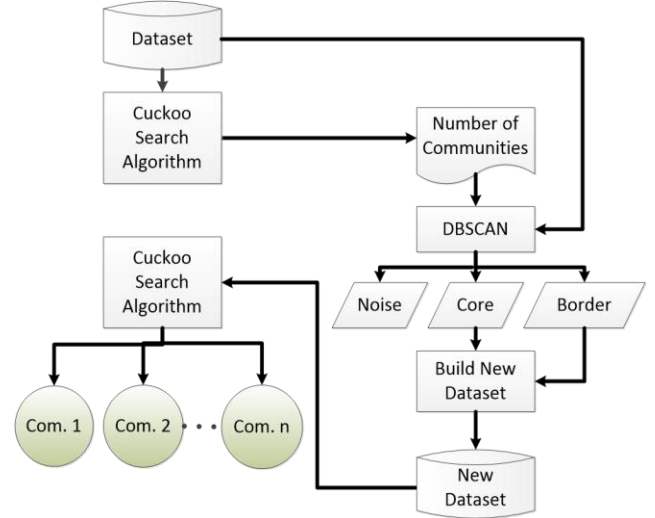 Dataset
Cuckoo
Search
Algorithm
Number of
Communities
DBSCAN
Noise
Core
Border
Build New
Dataset
New
Dataset
Cuckoo
Search
Algorithm
Com. 1
Com. 2
Com. n